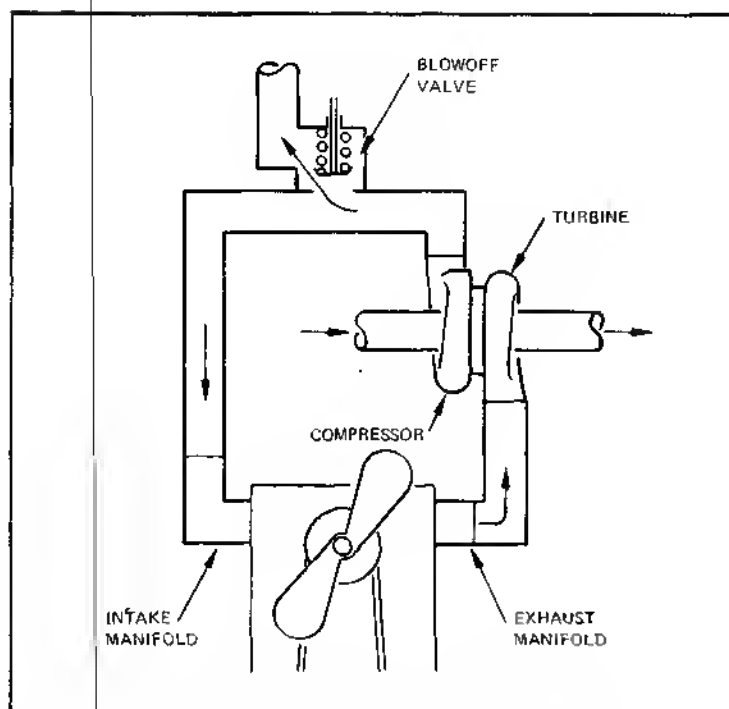 BLOWOFF
VALVE
TURBINE
COMPRESSOR
INTAKE
MANIFOLD
EXHAUST
MANIFOLD